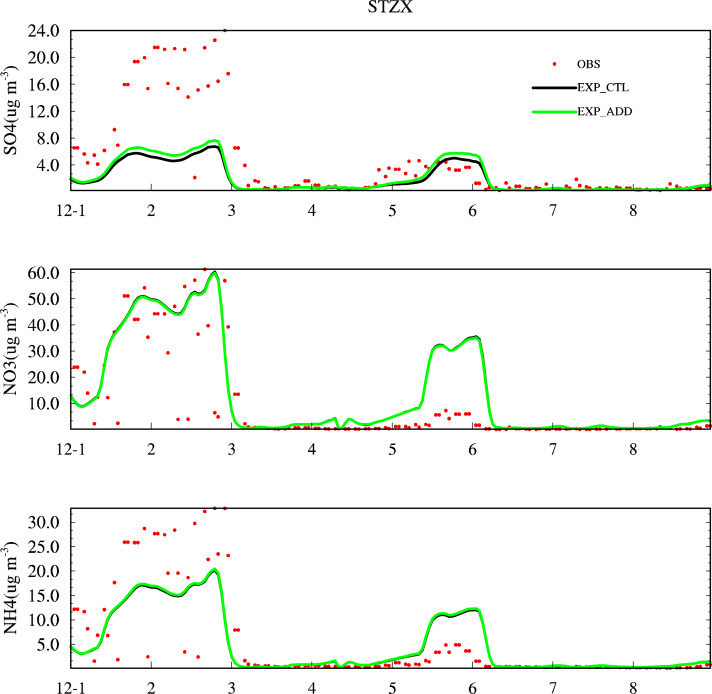 STZX
SO4(ug m-3)
24.0
20.0
16.0
12.0
8.0
4.0
OBS
EXP_CTL
EXP_ADD
12-1 2 3 4 5 6 7 8
NO3(ug m-3)
60.0
50.0
40.0
30.0
20.0
10.0
12-1 2 3 4 5 6 7 8
NH4(ug m-3)
30.0
25.0
20.0
15.0
10.0
5.0
12-1 2 3 4 5 6 7 8